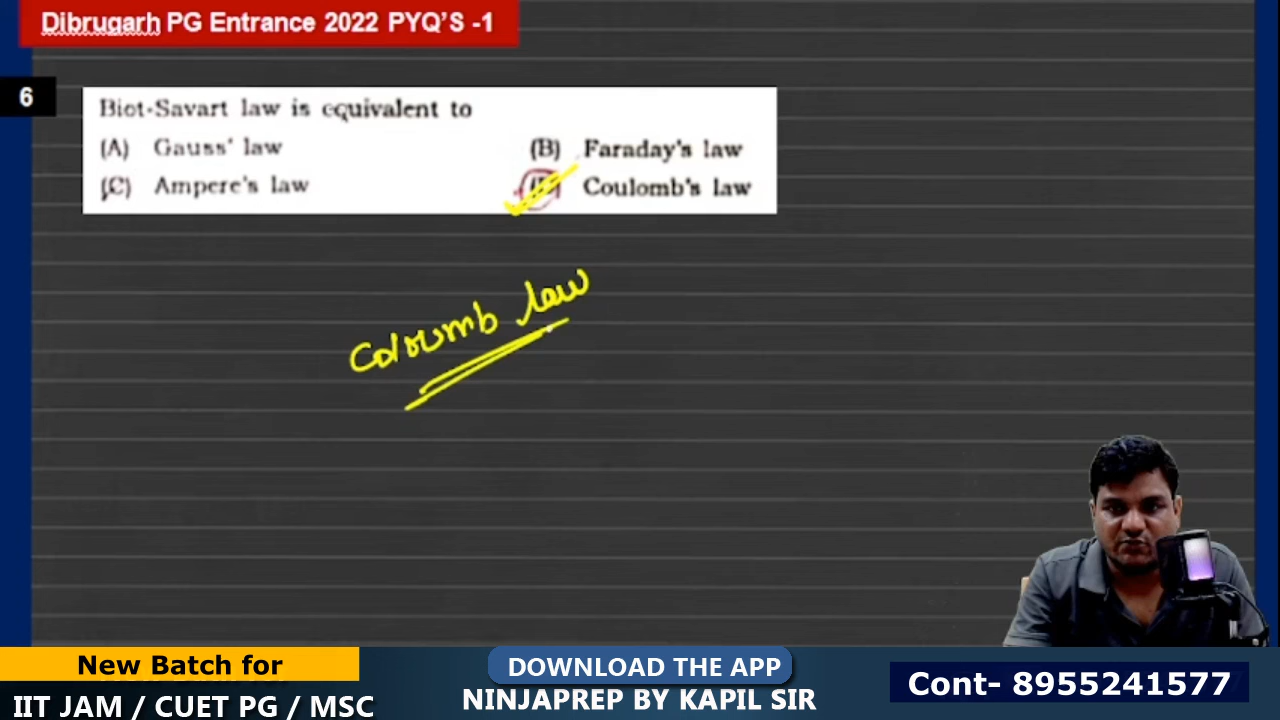 Dibrugarh PG Entrance 2022 PYQ'S -1
6
Biot-Savart law is equivalent to
(A) Gauss' law (B) Faraday's law
(C) Ampere's law (D) Coulomb's law
Coloumb law
New Batch for
IIT JAM / CUET PG / MSC
DOWNLOAD THE APP
NINJAPREP BY KAPIL SIR
Cont- 8955241577